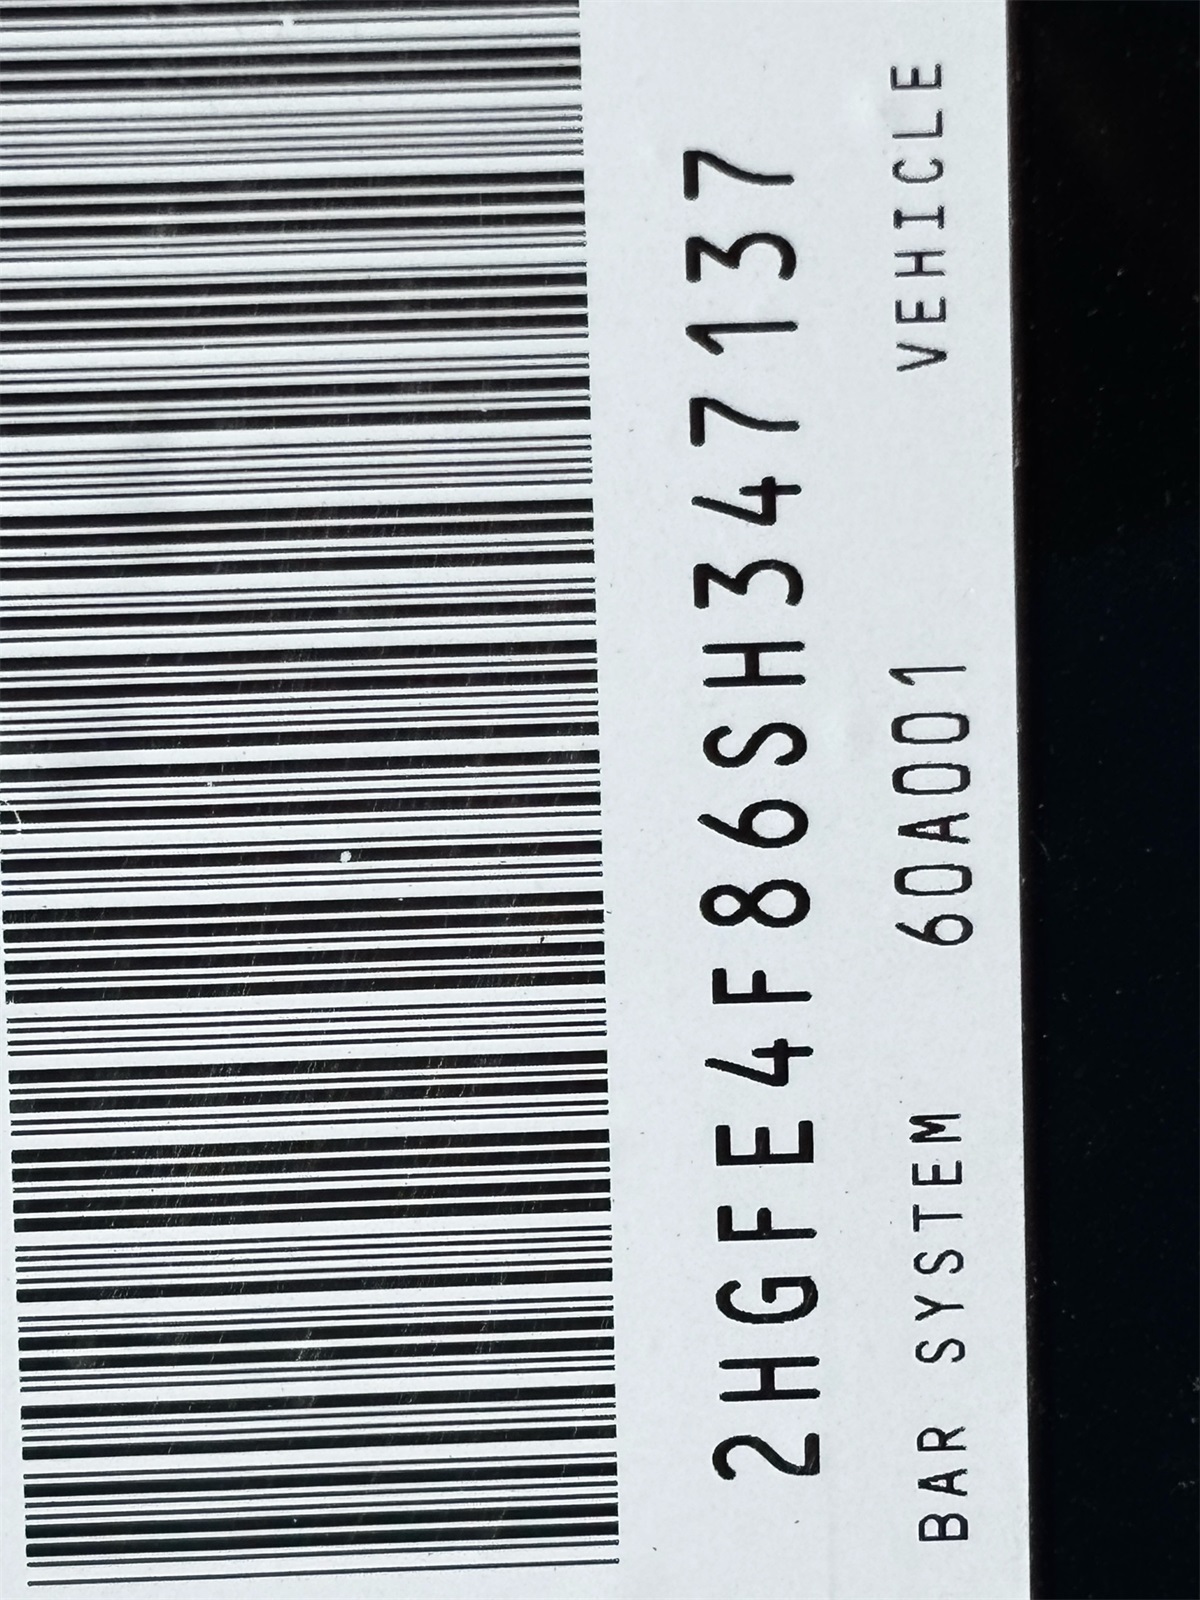 2HGFE4F86SH347137
BAR SYSTEM 60A001 VEHICLE